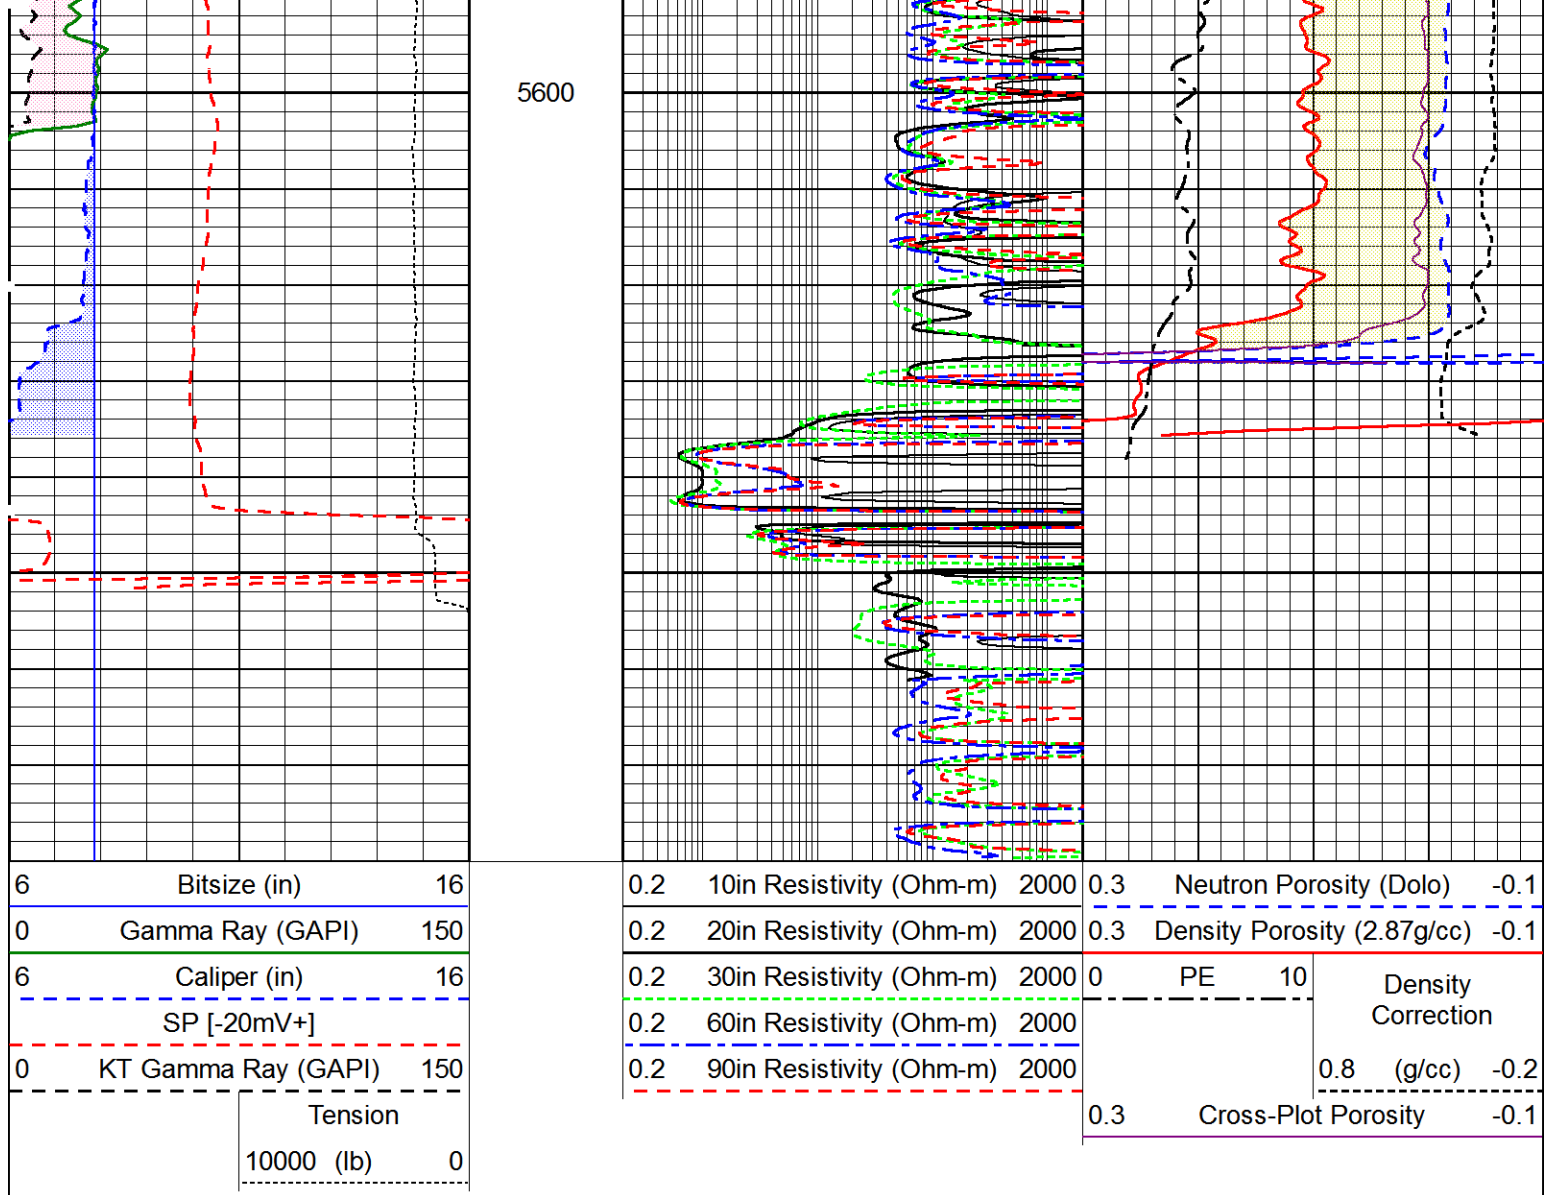 5600
6 Bitsize (in) 16
0 Gamma Ray (GAPI) 150
6 Caliper (in) 16
SP [-20mV+]
0 KT Gamma Ray (GAPI) 150
Tension
10000 (lb) 0
0.2 10in Resistivity (Ohm-m) 2000
0.2 20in Resistivity (Ohm-m) 2000
0.2 30in Resistivity (Ohm-m) 2000
0.2 60in Resistivity (Ohm-m) 2000
0.2 90in Resistivity (Ohm-m) 2000
0.3 Neutron Porosity (Dolo) -0.1
0.3 Density Porosity (2.87g/cc) -0.1
0 PE 10
Density
Correction
0.8 (g/cc) -0.2
0.3 Cross-Plot Porosity -0.1